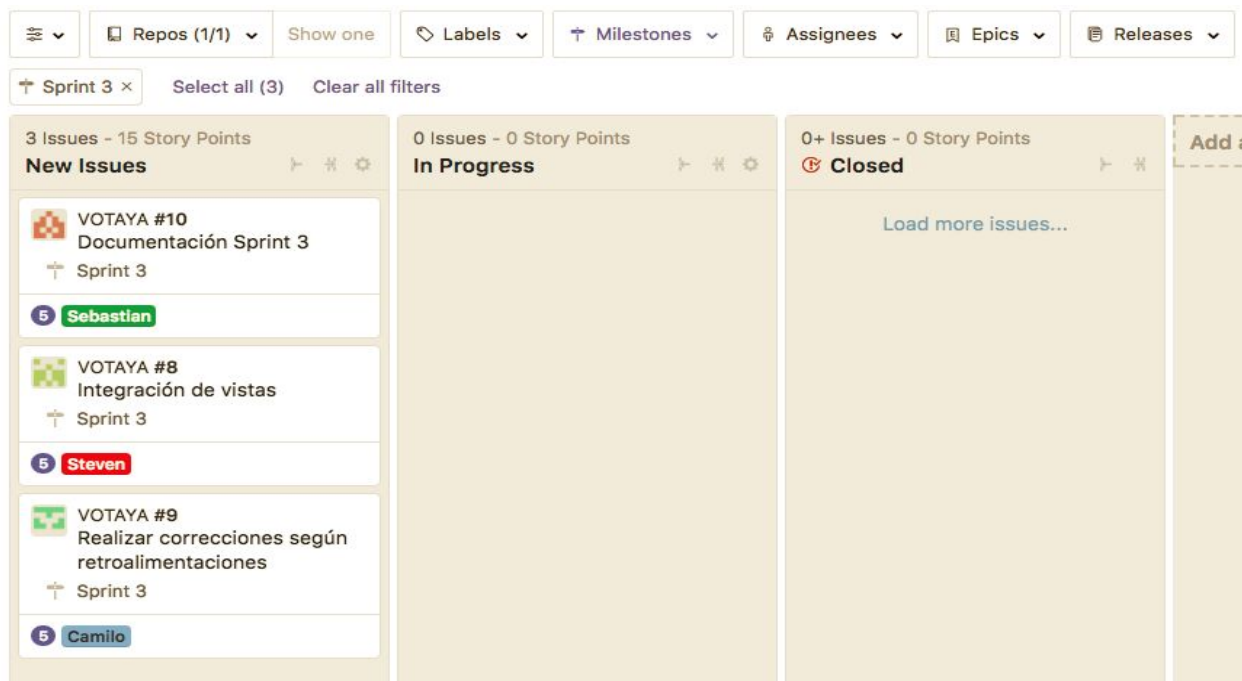 Repos (1/1) Show one Labels Milestones Assignees Epics Releases
Sprint 3 × Select all (3) Clear all filters
3 Issues - 15 Story Points
New Issues
VOTAYA #10
Documentación Sprint 3
Sprint 3
5 Sebastian
VOTAYA #8
Integración de vistas
Sprint 3
5 Steven
VOTAYA #9
Realizar correcciones según
retroalimentaciones
Sprint 3
5 Camilo
0 Issues - 0 Story Points
In Progress
0+ Issues - 0 Story Points
Closed
Load more issues...
Add a